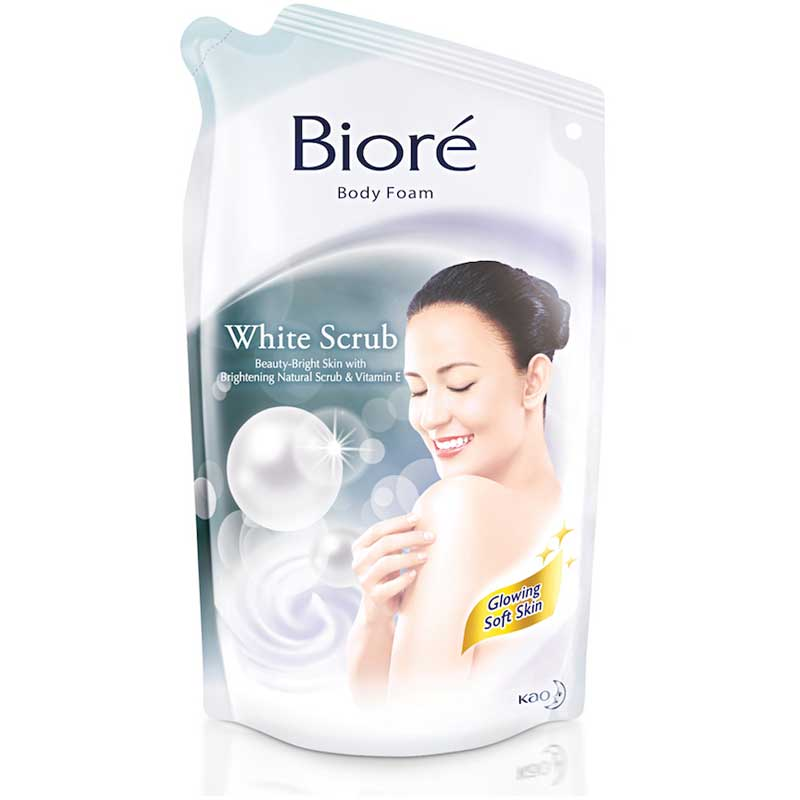 Bioré
Body Foam
White Scrub
Beauty-Bright Skin with
Brightening Natural Scrub & Vitamin E
Glowing
Soft Skin
Kao